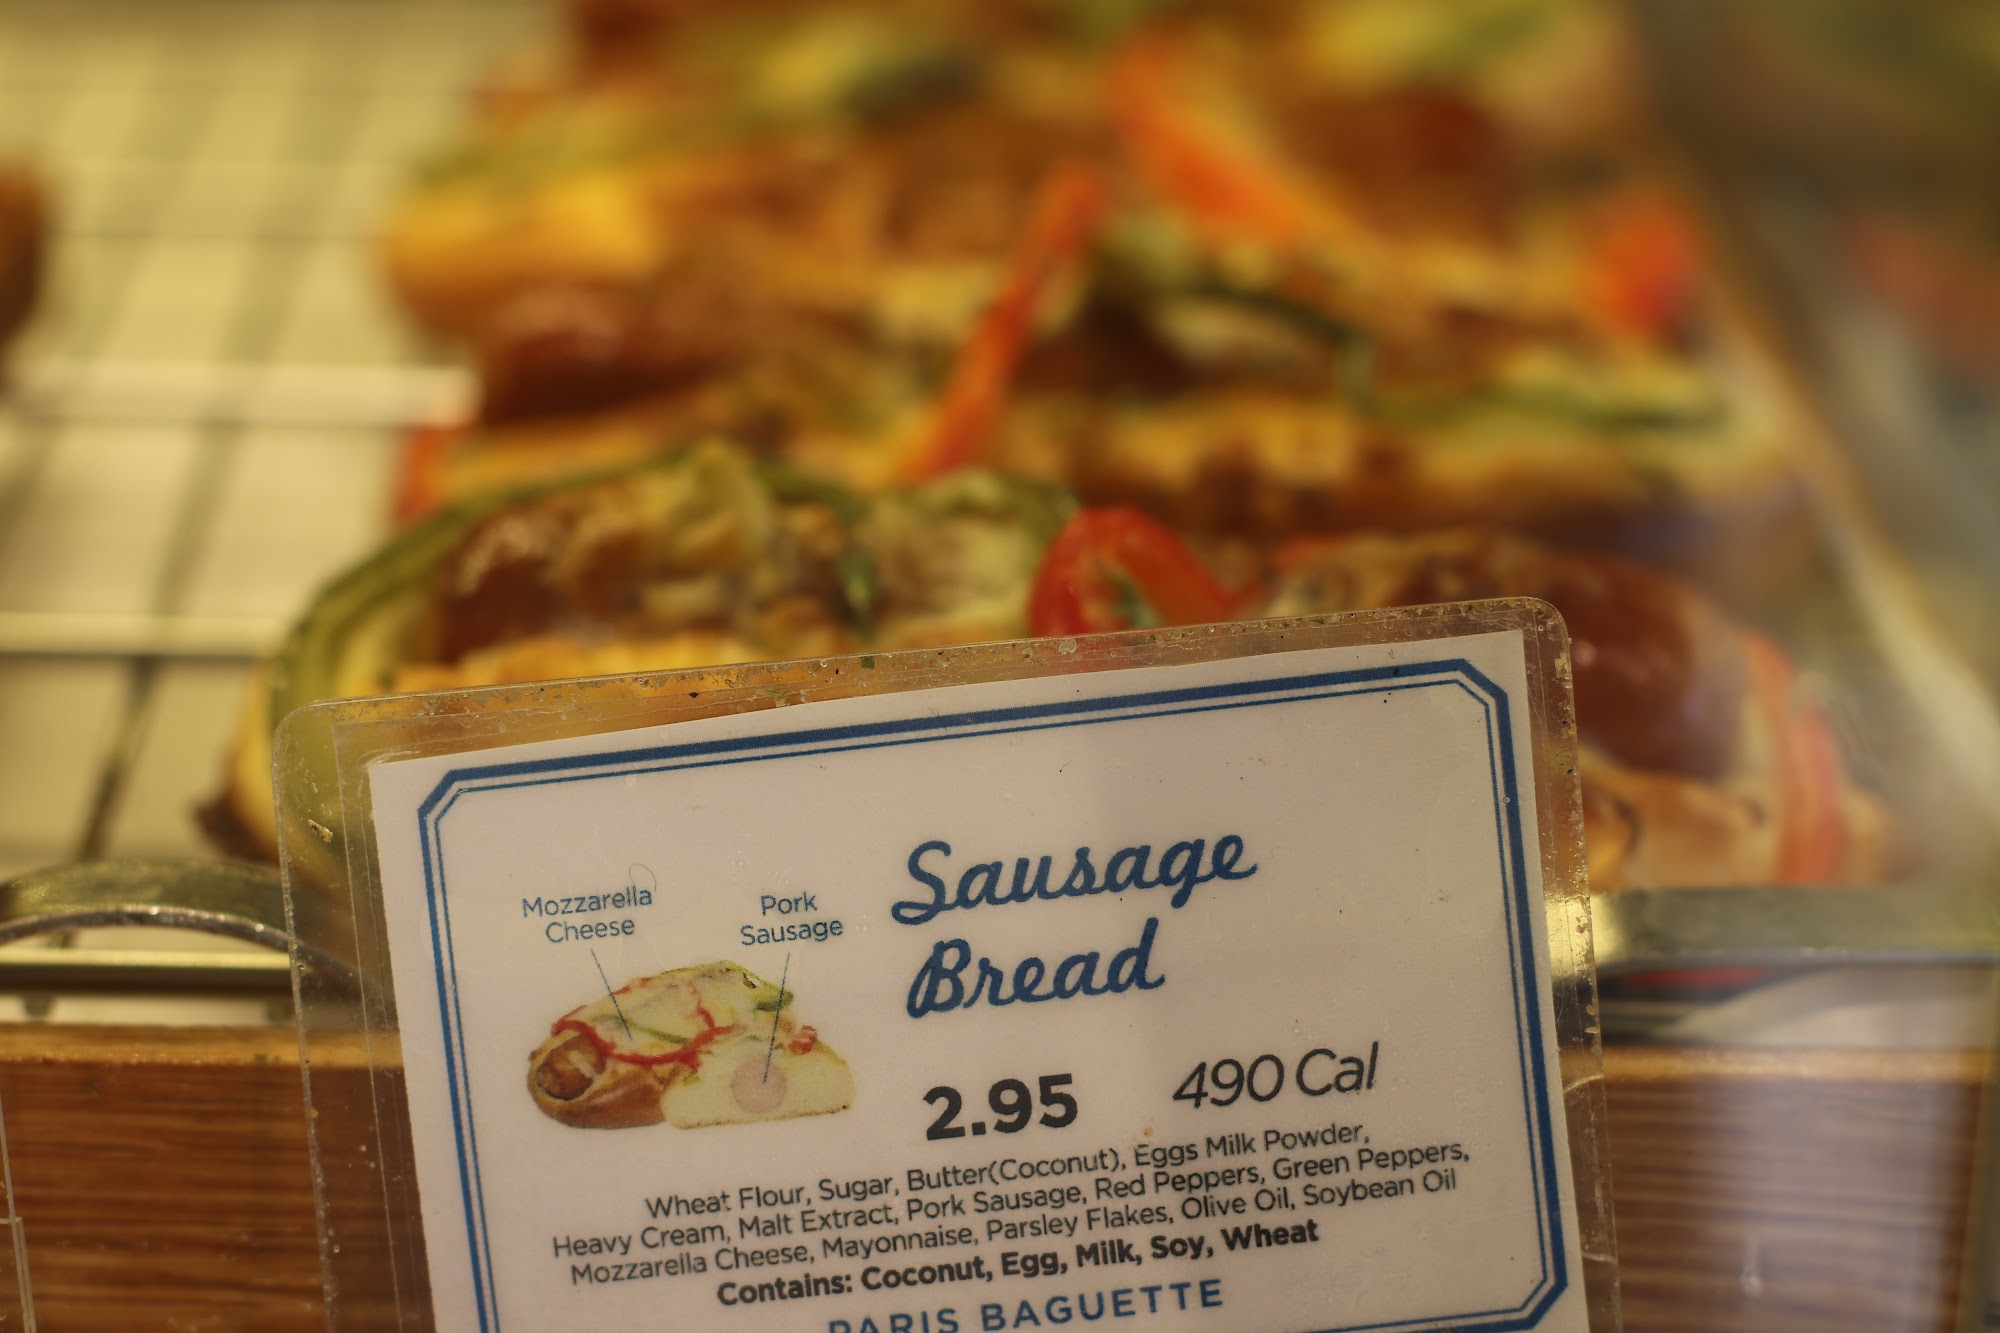 Mozzarella
Cheese
Pork
Sausage
Sausage
Bread
2.95
490 Cal
Wheat Flour, Sugar, Butter(Coconut), Eggs Milk Powder,
Heavy Cream, Malt Extract, Pork Sausage, Red Peppers, Green Peppers,
Mozzarella Cheese, Mayonnaise, Parsley Flakes, Olive Oil, Soybean Oil
Contains: Coconut, Egg, Milk, Soy, Wheat
PARIS BAGUETTE